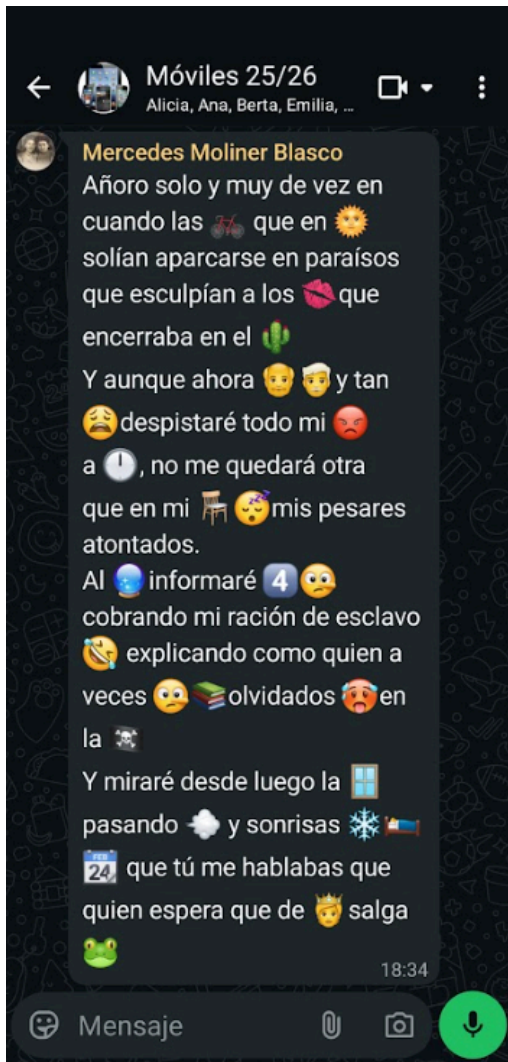 Móviles 25/26
Alicia, Ana, Berta, Emilia, ...
Mercedes Moliner Blasco
Añoro solo y muy de vez en
cuando las 🚲 que en 🌞
solían aparcarse en paraísos
que esculpían a los 💋 que
encerraba en el 🌵
Y aunque ahora 👴 👨‍🦳 y tan
😩 despistaré todo mi 😡
a 🕛, no me quedará otra
que en mi 🪑 😴 mis pesares
atontados.
Al 🔮 informaré 4️⃣ 🤕
cobrando mi ración de esclavo
🤣 explicando como quien a
veces 🤕 📚 olvidados 🥵 en
la 🏴‍☠️
Y miraré desde luego la 🪟
pasando 💨 y sonrisas ❄️ 🛏️
FEB 24 que tú me hablabas que
quien espera que de 🤴 salga
🐸
18:34
Mensaje